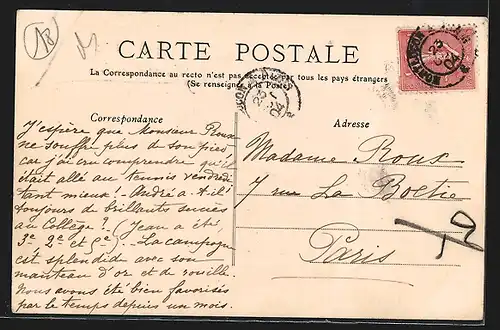 18
CARTE POSTALE
La Correspondance au recto n'est pas acceptée par tous les pays étrangers
(Se renseigner à la Poste)
Correspondance
Adresse
J'espère que Monsieur Roux
ne souffre plus de son pied
car j'ai cru comprendre qu'il
était allé au tennis vendredi
tant mieux ! André a-t-il
toujours de brillants succès
au Collège ? (Jean a été
3e 2e et 5e). La campagne
est splendide avec son
manteau d'or et de rouille.
Nous avons été bien favorisées
par le temps depuis un mois.
Madame Roux
7 rue La Boëtie
Paris